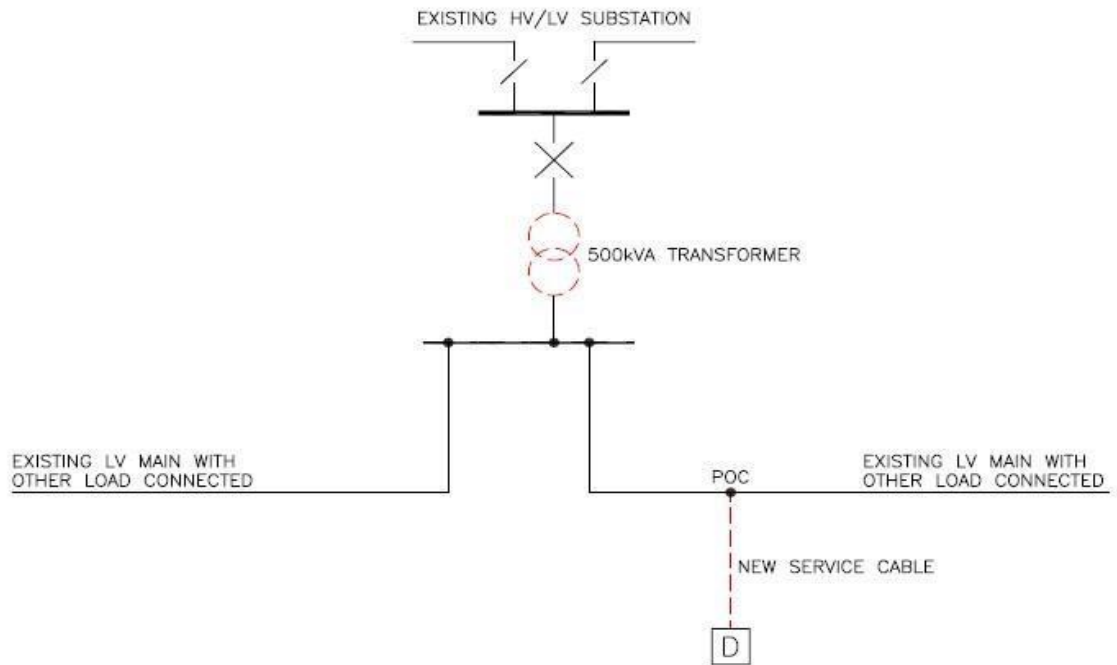 EXISTING HV/LV SUBSTATION
500kVA TRANSFORMER
EXISTING LV MAIN WITH
OTHER LOAD CONNECTED
POC
EXISTING LV MAIN WITH
OTHER LOAD CONNECTED
NEW SERVICE CABLE
D